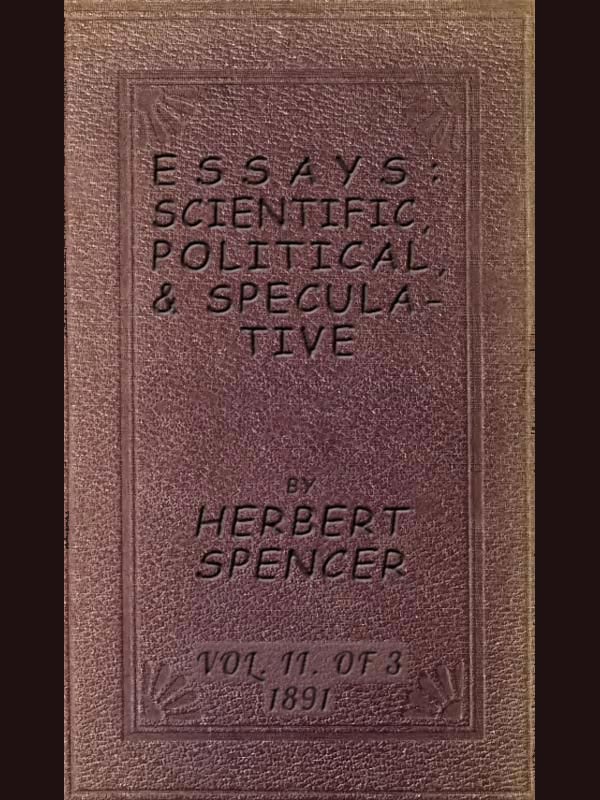 ESSAYS:
SCIENTIFIC,
POLITICAL,
& SPECULA-
TIVE
BY
HERBERT
SPENCER
VOL. II. OF 3
1891